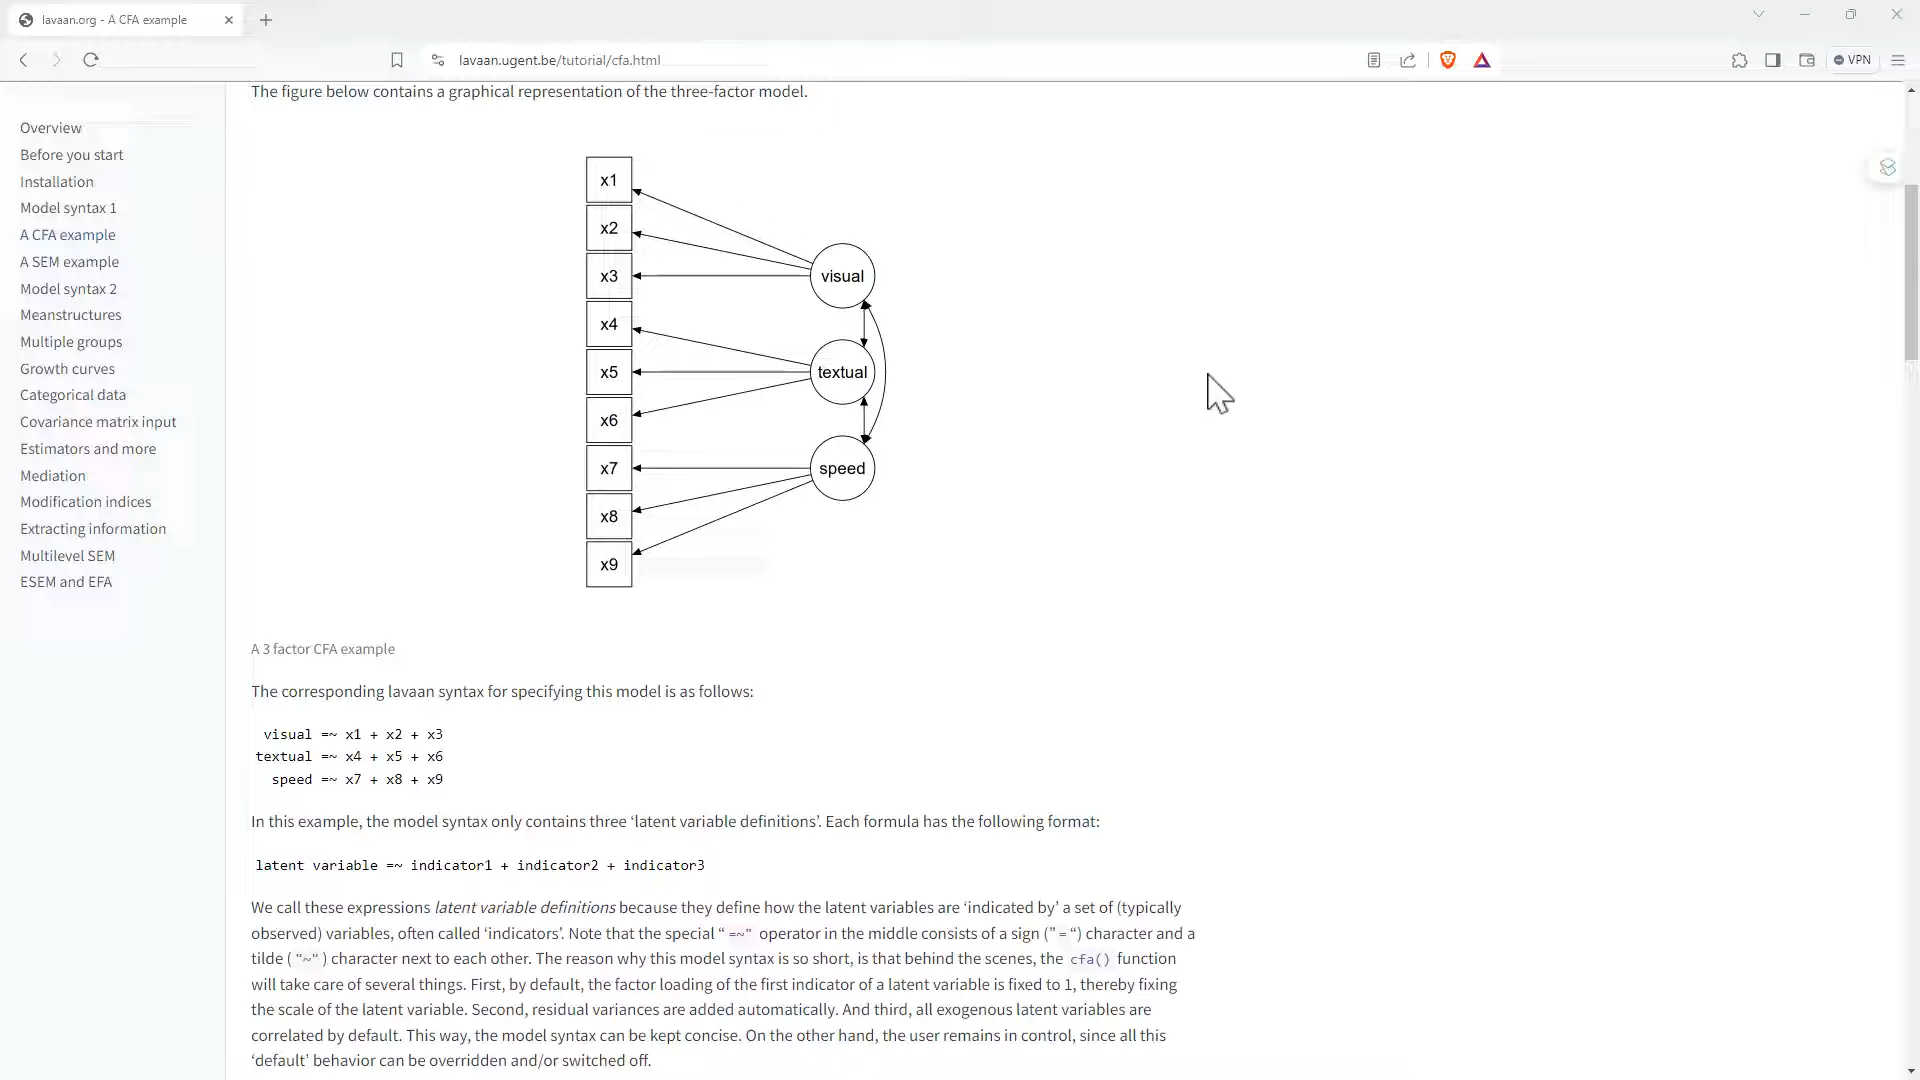 lavaan.org - A CFA example
lavaan.ugent.be/tutorial/cfa.html
VPN
Overview
Before you start
Installation
Model syntax 1
A CFA example
A SEM example
Model syntax 2
Meanstructures
Multiple groups
Growth curves
Categorical data
Covariance matrix input
Estimators and more
Mediation
Modification indices
Extracting information
Multilevel SEM
ESEM and EFA
The figure below contains a graphical representation of the three-factor model.
x1
x2
x3
x4
x5
x6
x7
x8
x9
visual
textual
speed
A 3 factor CFA example
The corresponding lavaan syntax for specifying this model is as follows:
visual =~ x1 + x2 + x3
textual =~ x4 + x5 + x6
speed =~ x7 + x8 + x9
In this example, the model syntax only contains three ‘latent variable definitions’. Each formula has the following format:
latent variable =~ indicator1 + indicator2 + indicator3
We call these expressions latent variable definitions because they define how the latent variables are ‘indicated by’ a set of (typically
observed) variables, often called ‘indicators’. Note that the special “ =~" operator in the middle consists of a sign (” = “) character and a
tilde ( "~" ) character next to each other. The reason why this model syntax is so short, is that behind the scenes, the cfa() function
will take care of several things. First, by default, the factor loading of the first indicator of a latent variable is fixed to 1, thereby fixing
the scale of the latent variable. Second, residual variances are added automatically. And third, all exogenous latent variables are
correlated by default. This way, the model syntax can be kept concise. On the other hand, the user remains in control, since all this
‘default’ behavior can be overridden and/or switched off.